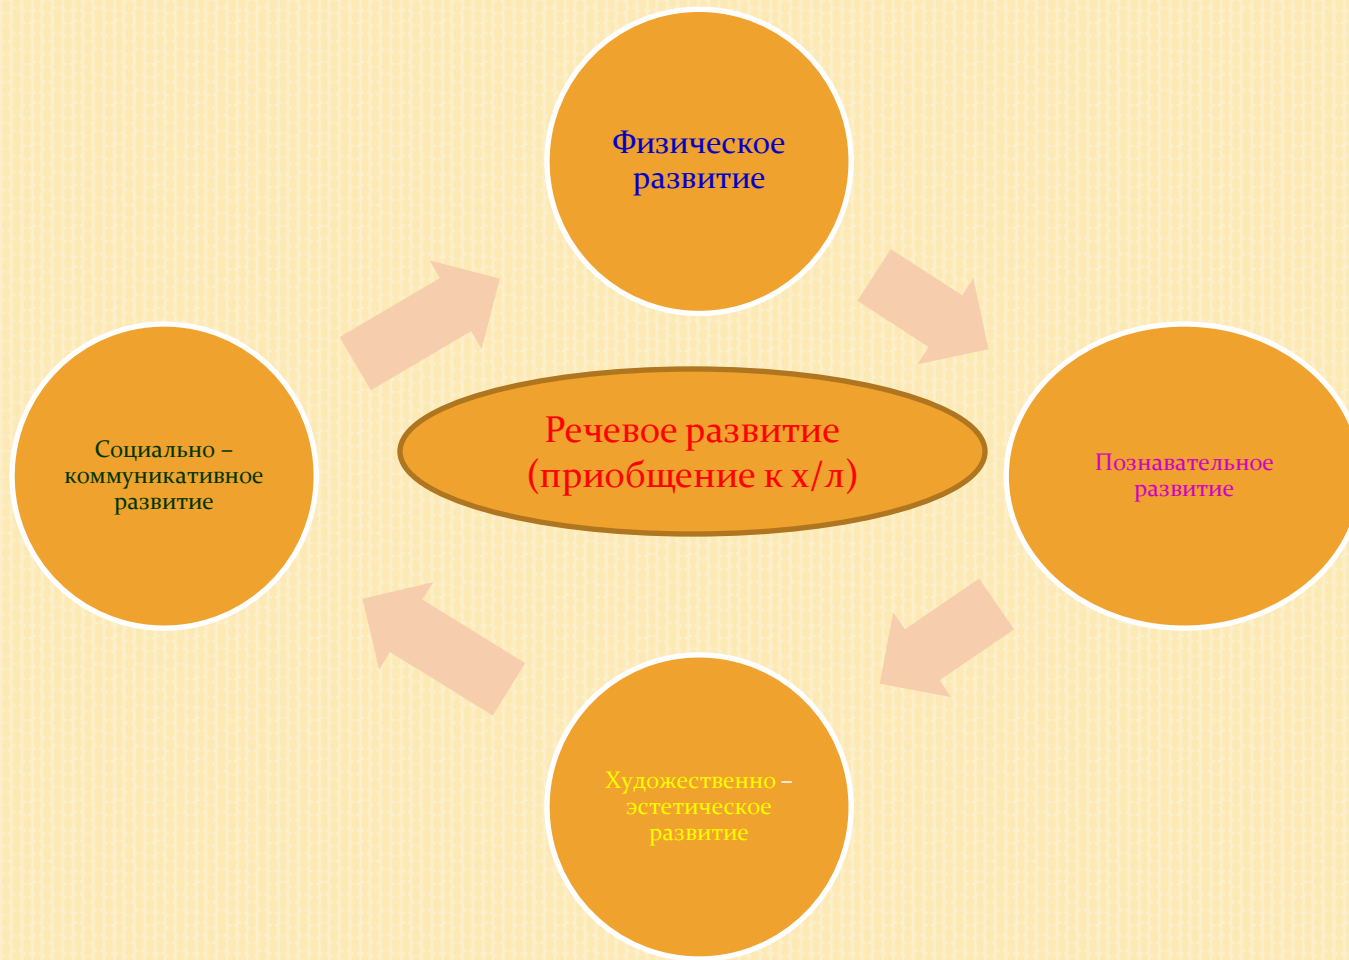 Физическое
развитие
Речевое развитие
(приобщение к х/л)
Социально –
коммуникативное
развитие
Познавательное
развитие
Художественно –
эстетическое
развитие